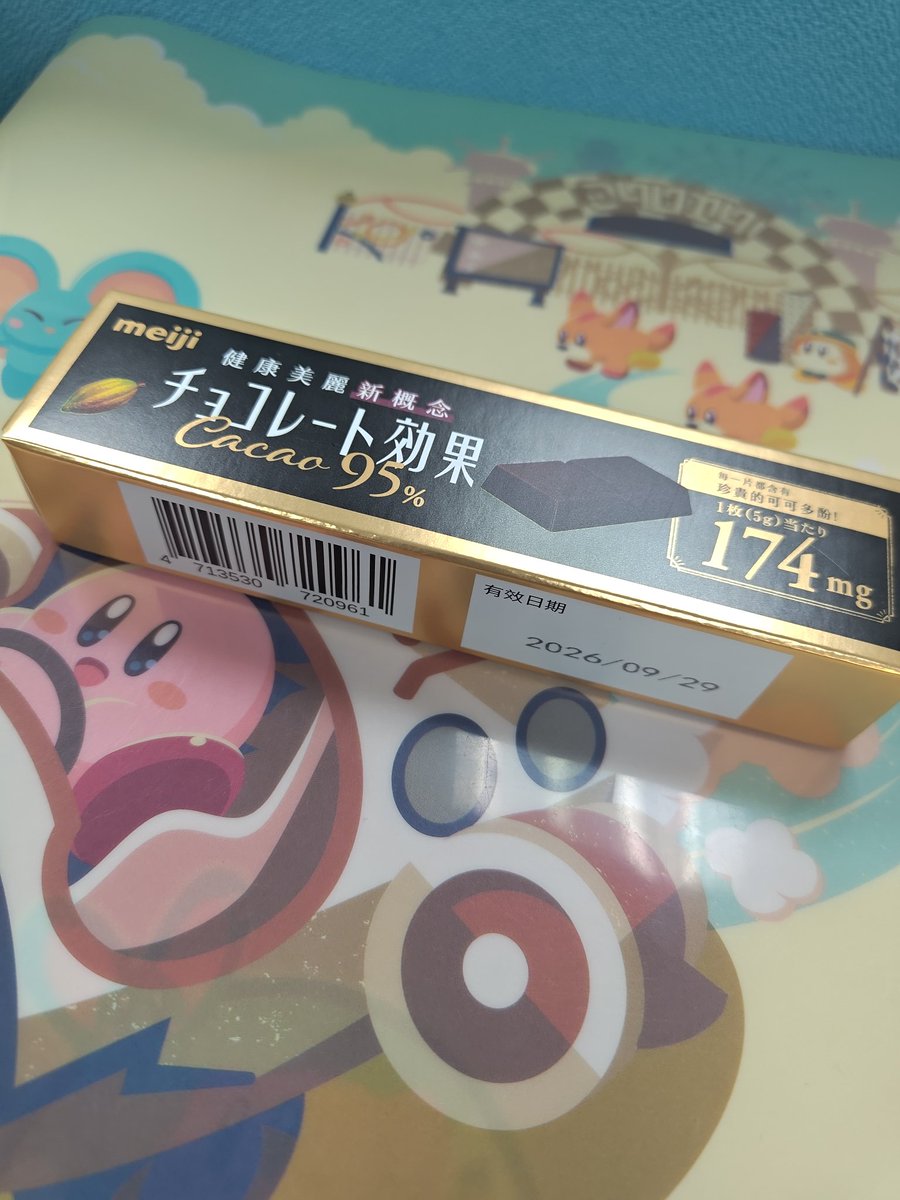 meiji
健康美麗新概念
チョコレート効果
Cacao 95%
每一片都含有
珍貴的可可多酚!
1枚(5g)当たり
174mg
4 713530 720961
有效日期
2026/09/29